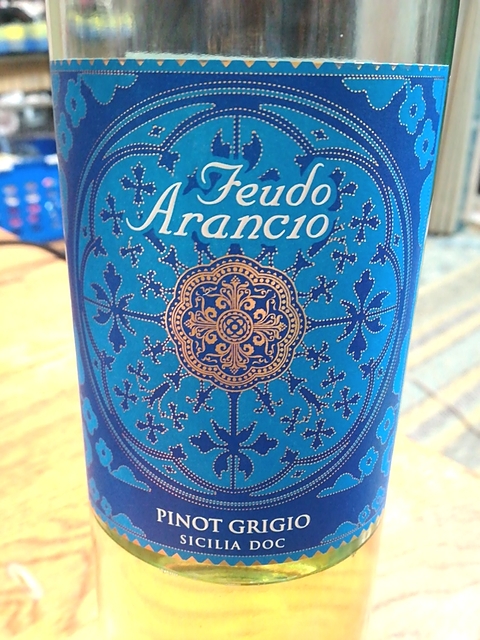 Feudo
Arancio
PINOT GRIGIO
SICILIA DOC